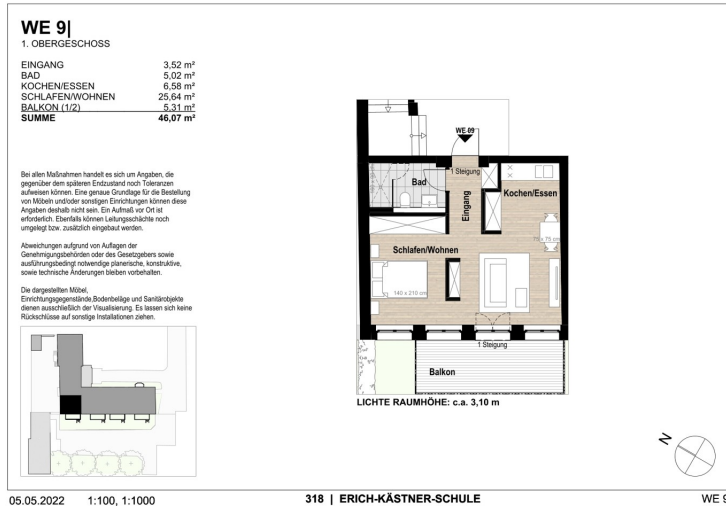 WE 9|
1. OBERGESCHOSS
EINGANG 3,52 m²
BAD 5,02 m²
KOCHEN/ESSEN 6,58 m²
SCHLAFEN/WOHNEN 25,64 m²
BALKON (1/2) 5,31 m²
SUMME 46,07 m²
Bei allen Maßnahmen handelt es sich um Angaben, die
gegenüber dem späteren Endzustand noch Toleranzen
aufweisen können. Eine genaue Grundlage für die Bestellung
von Möbeln und/oder sonstigen Einrichtungen können diese
Angaben deshalb nicht sein. Ein Aufmaß vor Ort ist
erforderlich. Ebenfalls können Leitungsschächte noch
umgelegt bzw. zusätzlich eingebaut werden.
Abweichungen aufgrund von Auflagen der
Genehmigungsbehörden oder des Gesetzgebers sowie
ausführungsbedingt notwendige planerische, konstruktive,
sowie technische Änderungen bleiben vorbehalten.
Die dargestellten Möbel,
Einrichtungsgegenstände,Bodenbeläge und Sanitärobjekte
dienen ausschließlich der Visualisierung. Es lassen sich keine
Rückschlüsse auf sonstige Installationen ziehen.
WE 09
1 Steigung
Bad
Eingang
Kochen/Essen
75 x 75 cm
Schlafen/Wohnen
140 x 210 cm
1 Steigung
Balkon
LICHTE RAUMHÖHE: c.a. 3,10 m
N
05.05.2022 1:100, 1:1000 318 | ERICH-KÄSTNER-SCHULE WE 9